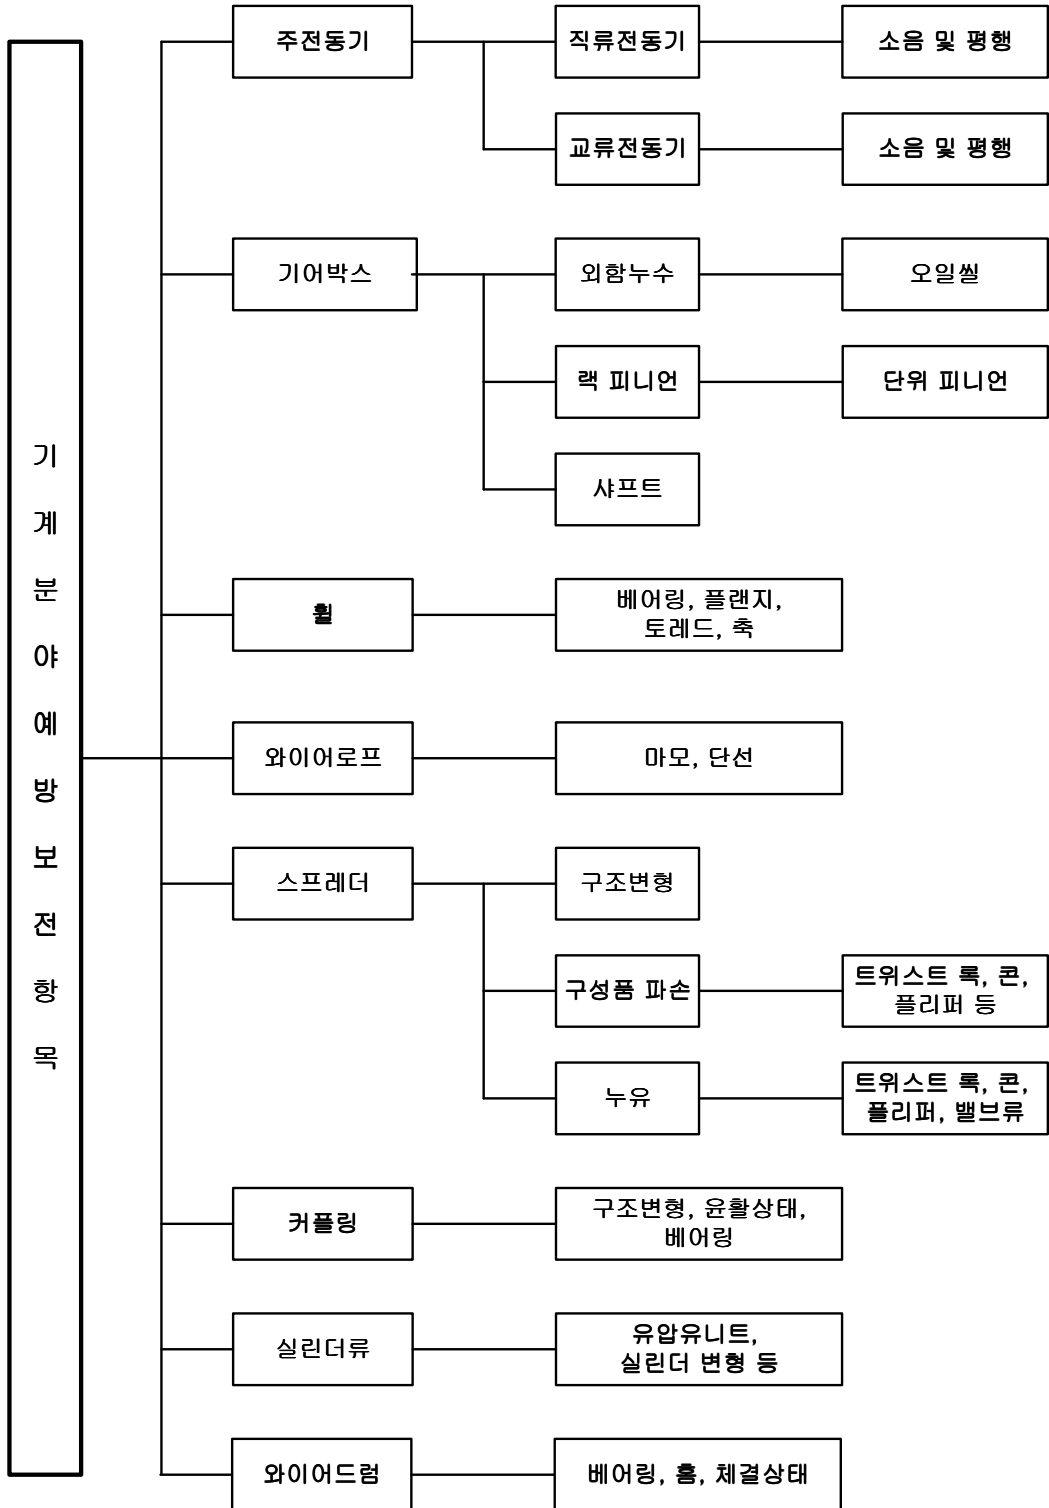 기계분야예방보전항목
주전동기
직류전동기
소음 및 평행
교류전동기
소음 및 평행
기어박스
외함누수
오일씰
랙 피니언
단위 피니언
샤프트
휠
베어링, 플랜지,
토레드, 축
와이어로프
마모, 단선
스프레더
구조변형
구성품 파손
트위스트 록, 콘,
플리퍼 등
누유
트위스트 록, 콘,
플리퍼, 밸브류
커플링
구조변형, 윤활상태,
베어링
실린더류
유압유니트,
실린더 변형 등
와이어드럼
베어링, 홈, 체결상태